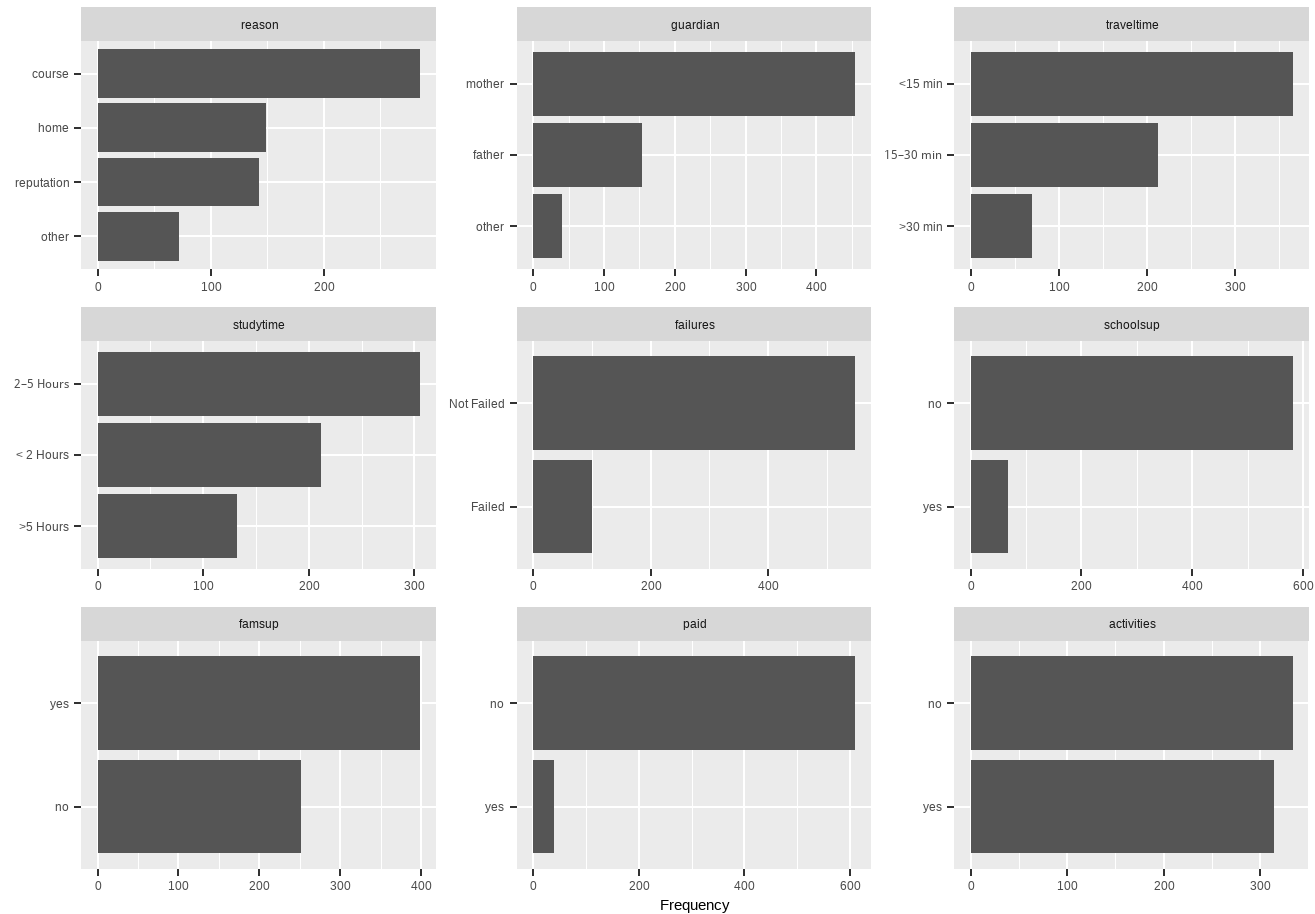 reason
guardian
traveltime
course
home
reputation
other
0 100 200
mother
father
other
0 100 200 300 400
<15 min
15–30 min
>30 min
0 100 200 300
studytime
failures
schoolsup
2–5 Hours
< 2 Hours
>5 Hours
0 100 200 300
Not Failed
Failed
0 200 400
no
yes
0 200 400 600
famsup
paid
activities
yes
no
0 100 200 300 400
no
yes
0 200 400 600
no
yes
0 100 200 300
Frequency